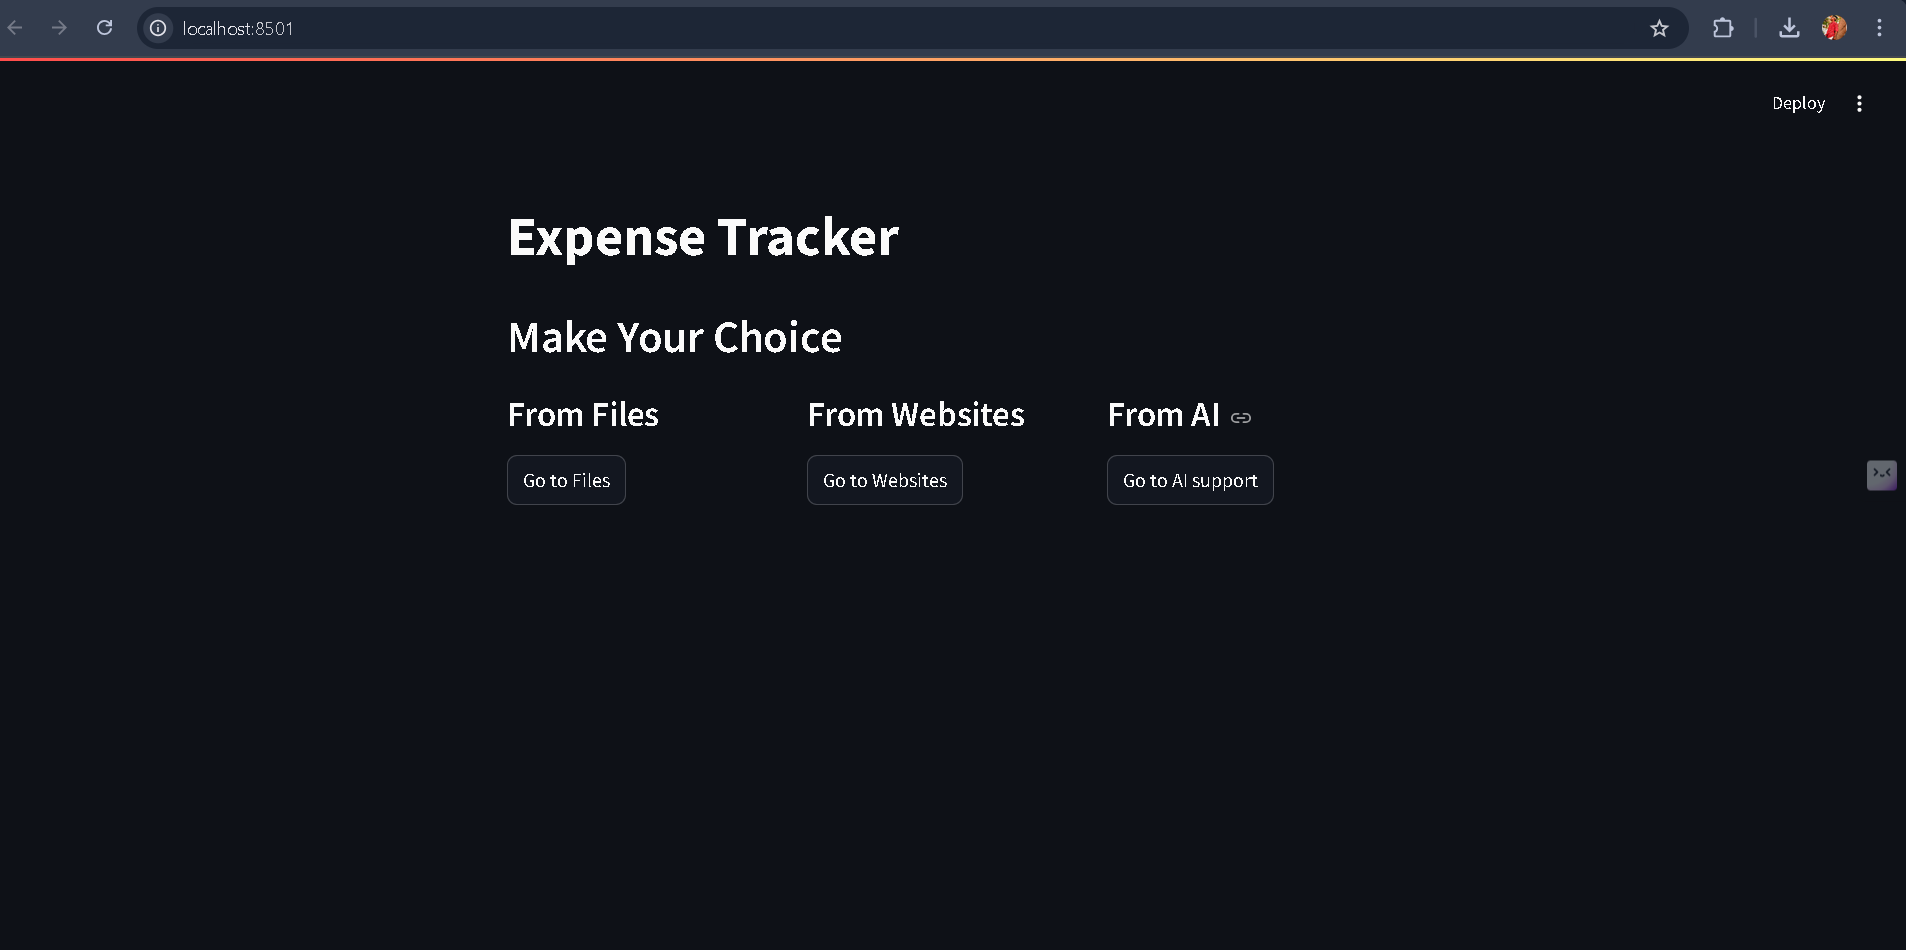 localhost:8501
Deploy
Expense Tracker
Make Your Choice
From Files
From Websites
From AI
Go to Files
Go to Websites
Go to AI support